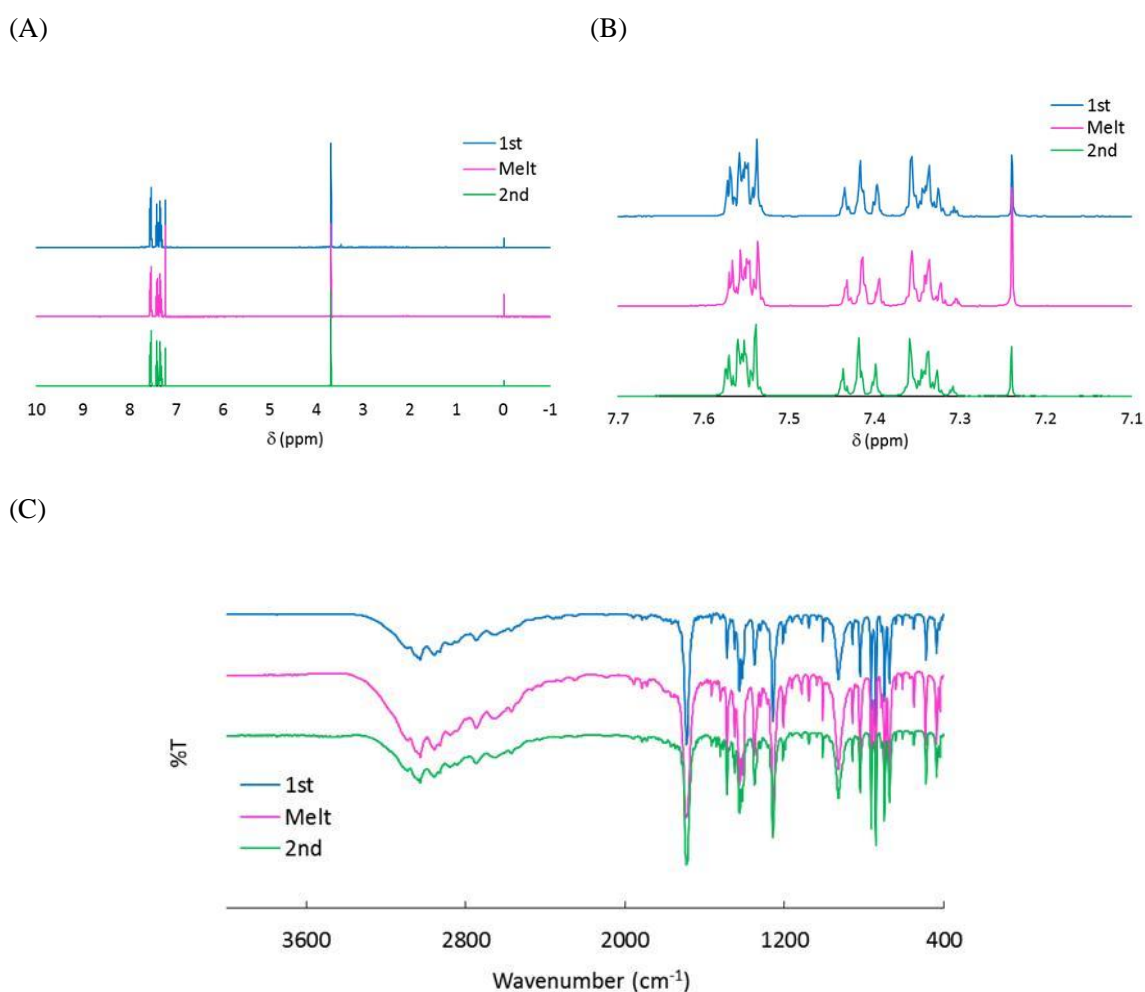 (A)
(B)
1st
Melt
2nd
10 9 8 7 6 5 4 3 2 1 0 -1
δ (ppm)
1st
Melt
2nd
7.7 7.6 7.5 7.4 7.3 7.2 7.1
δ (ppm)
(C)
%T
1st
Melt
2nd
3600 2800 2000 1200 400
Wavenumber (cm⁻¹)